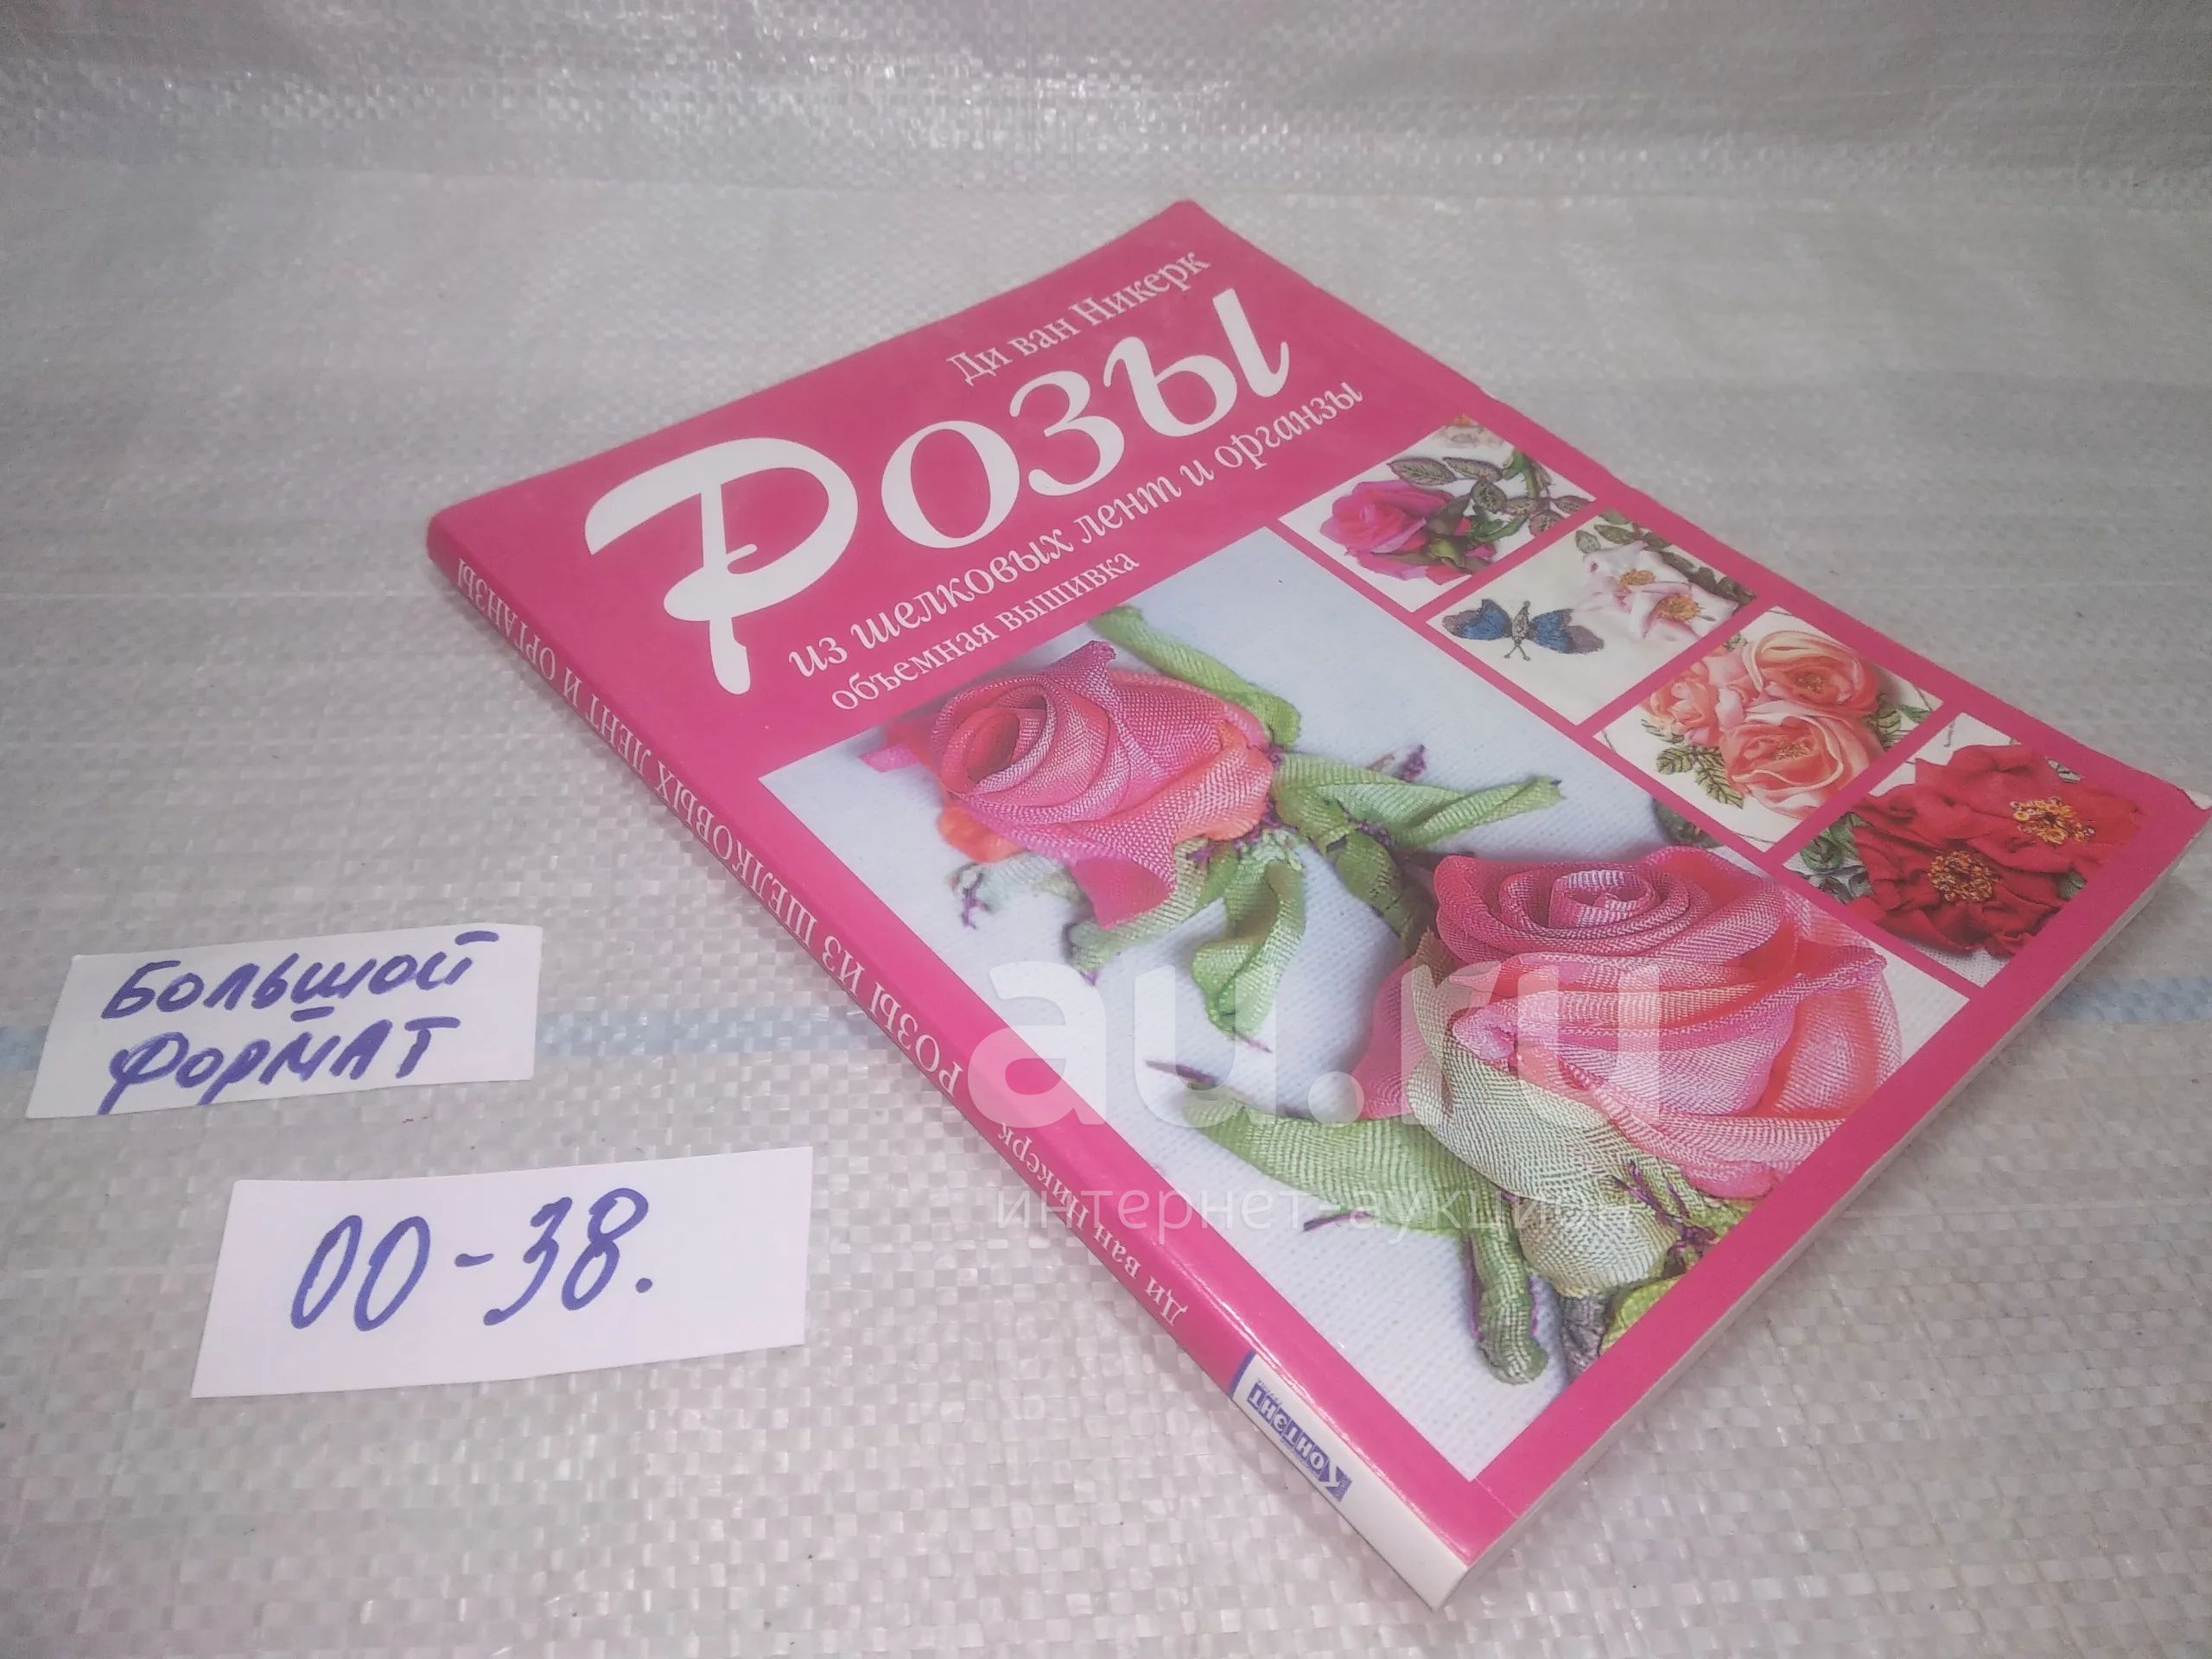 Ди ван Никерк
Розы
из шелковых лент и органзы
объемная вышивка
Ди ван Никерк РОЗЫ ИЗ ШЕЛКОВЫХ ЛЕНТ И ОРГАНЗЫ
КОНТЭНТ
БОЛЬШОЙ
ФОРМАТ
00-38.
au.ru
интернет-аукцион